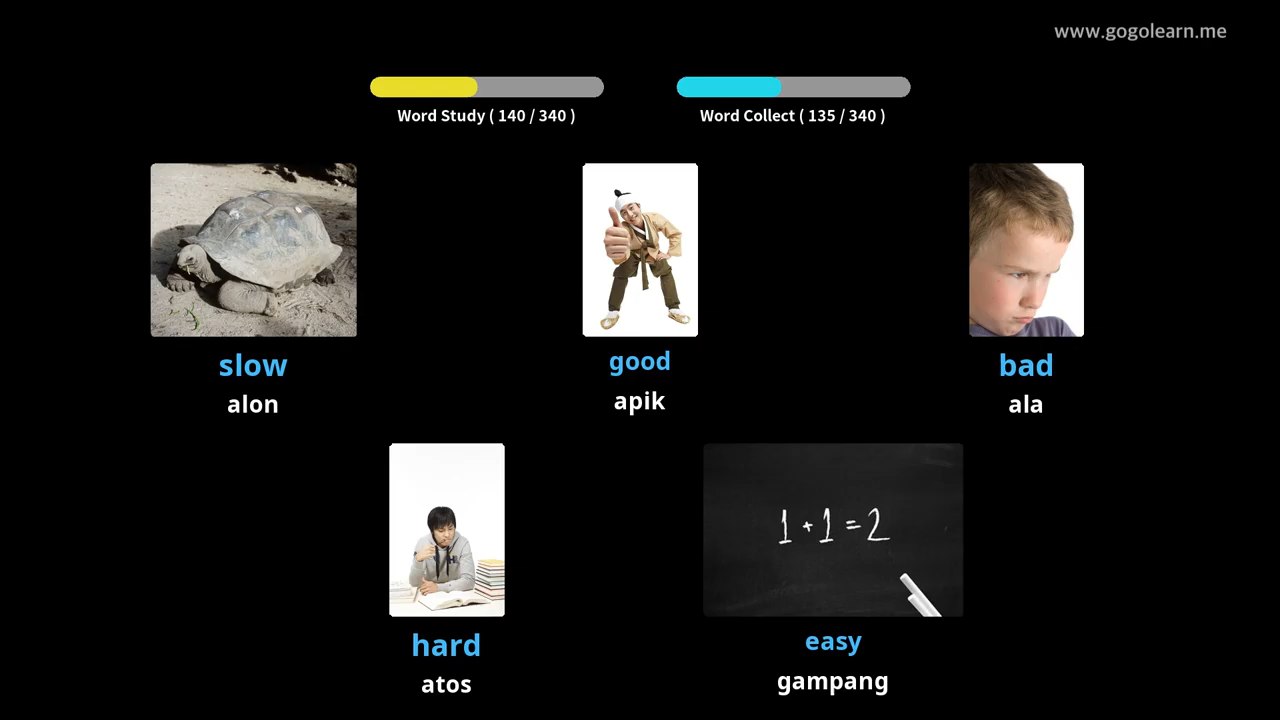 www.gogolearn.me
Word Study ( 140 / 340 )
Word Collect ( 135 / 340 )
slow
alon
good
apik
bad
ala
1 + 1 = 2
hard
atos
easy
gampang